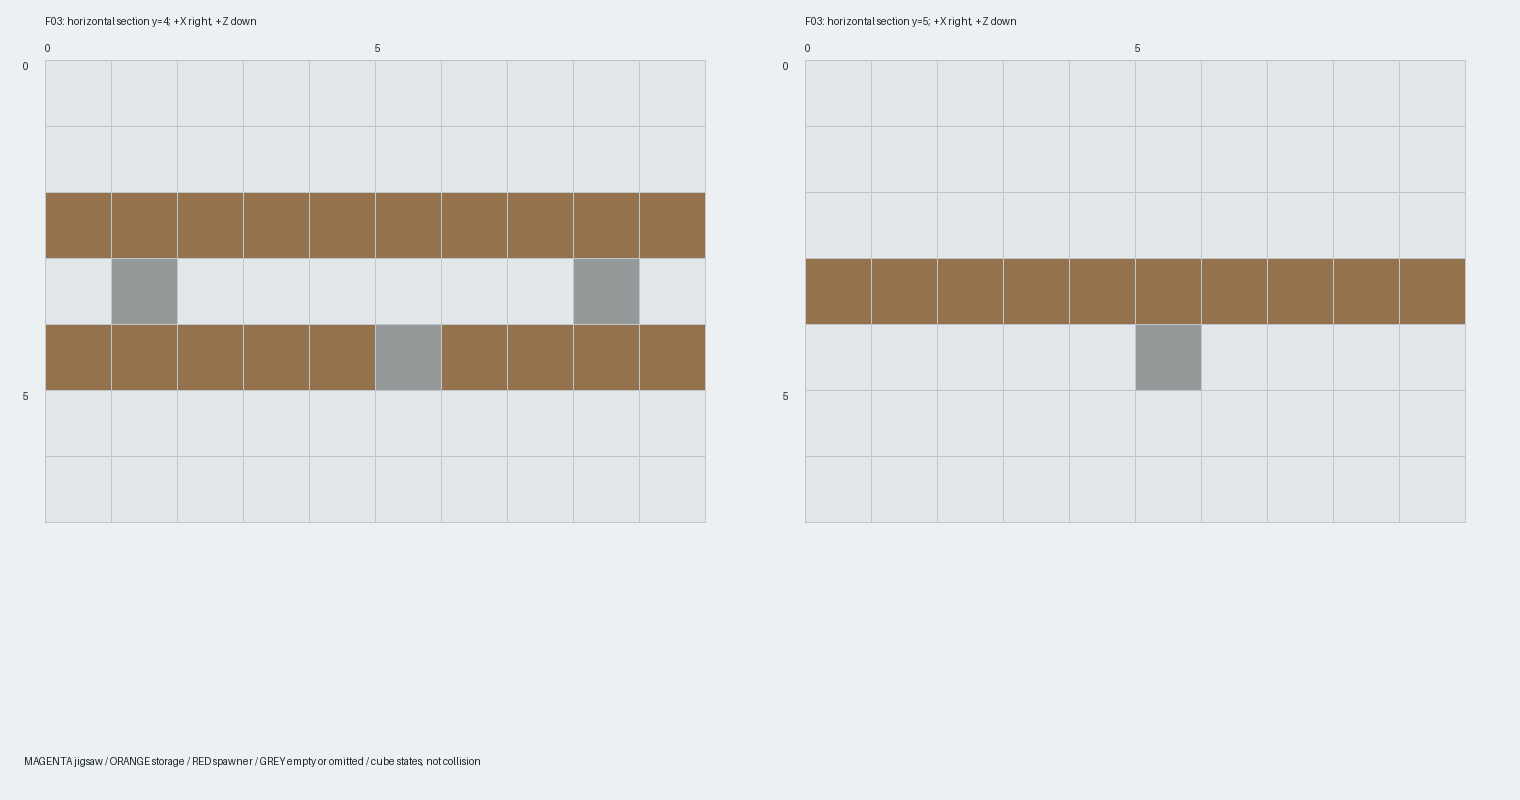 F03: horizontal section y=4; +X right, +Z down
F03: horizontal section y=5; +X right, +Z down
0 5
0 5
0
0
5
5
MAGENTA jigsaw / ORANGE storage / RED spawner / GREY empty or omitted / cube states, not collision